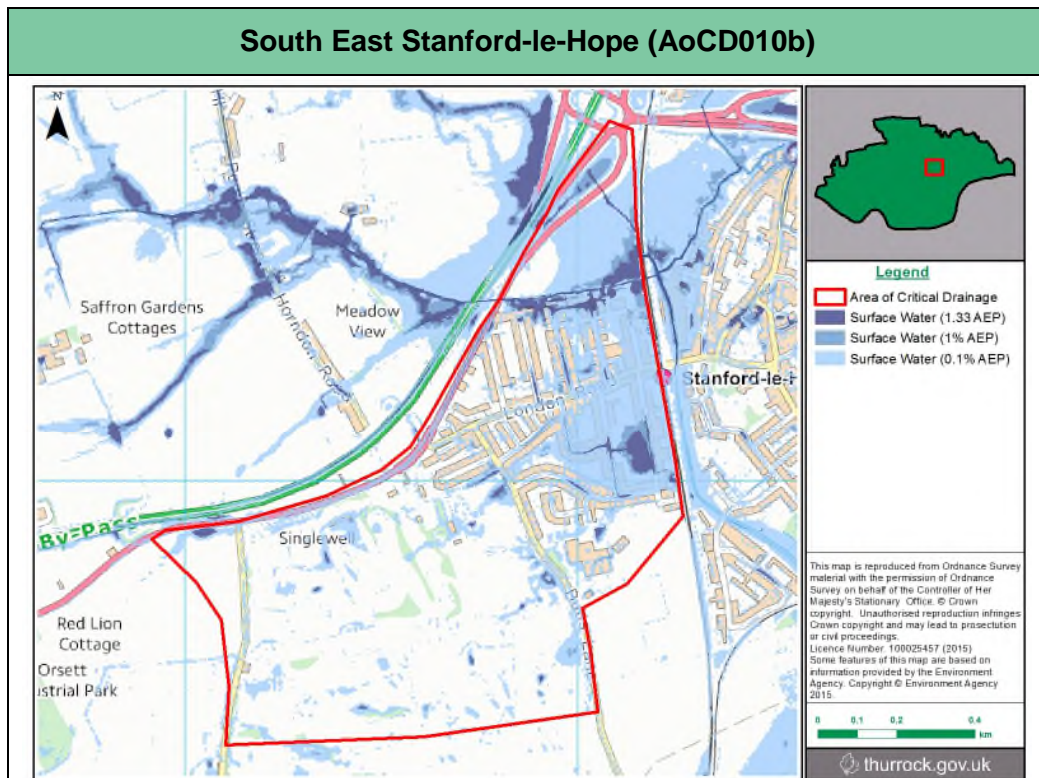 South East Stanford-le-Hope (AoCD010b)
N
Saffron Gardens
Cottages
Horndon Road
Meadow
View
London
Stanford-le-H
By-Pass
Singlewell
Red Lion
Cottage
Orsett
ustrial Park
Legend
Area of Critical Drainage
Surface Water (1.33 AEP)
Surface Water (1% AEP)
Surface Water (0.1% AEP)
This map is reproduced from Ordnance Survey
material with the permission of Ordnance
Survey on behalf of the Controller of Her
Majesty's Stationary Office. © Crown
copyright. Unauthorised reproduction infringes
Crown copyright and may lead to prosectution
or civil proceedings.
Licence Number. 100025457 (2015)
Some features of this map are based on
information provided by the Environment
Agency. Copyright © Environment Agency
2015.
0 0.1 0.2 0.4
km
thurrock.gov.uk